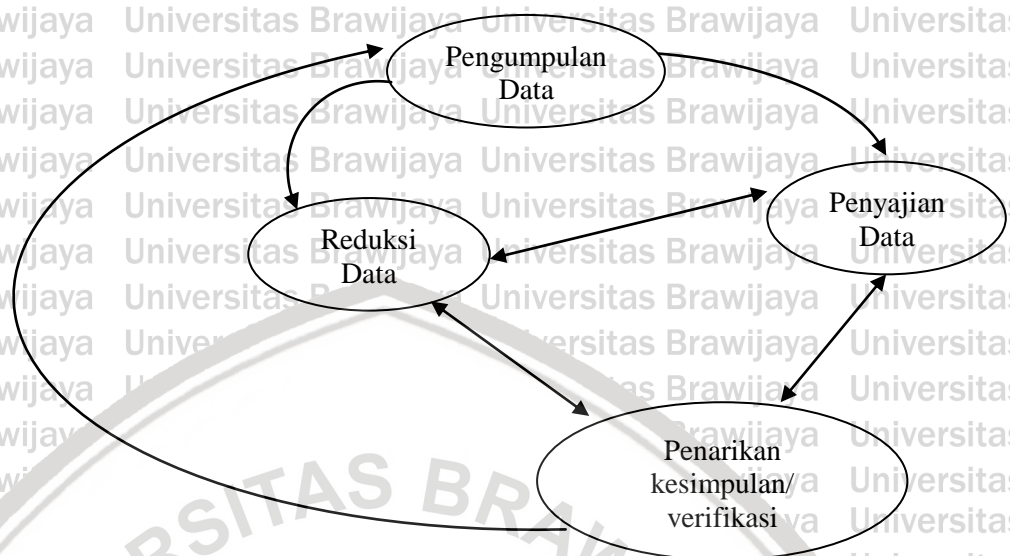 Pengumpulan
Data
Penyajian
Data
Reduksi
Data
Penarikan
kesimpulan/
verifikasi